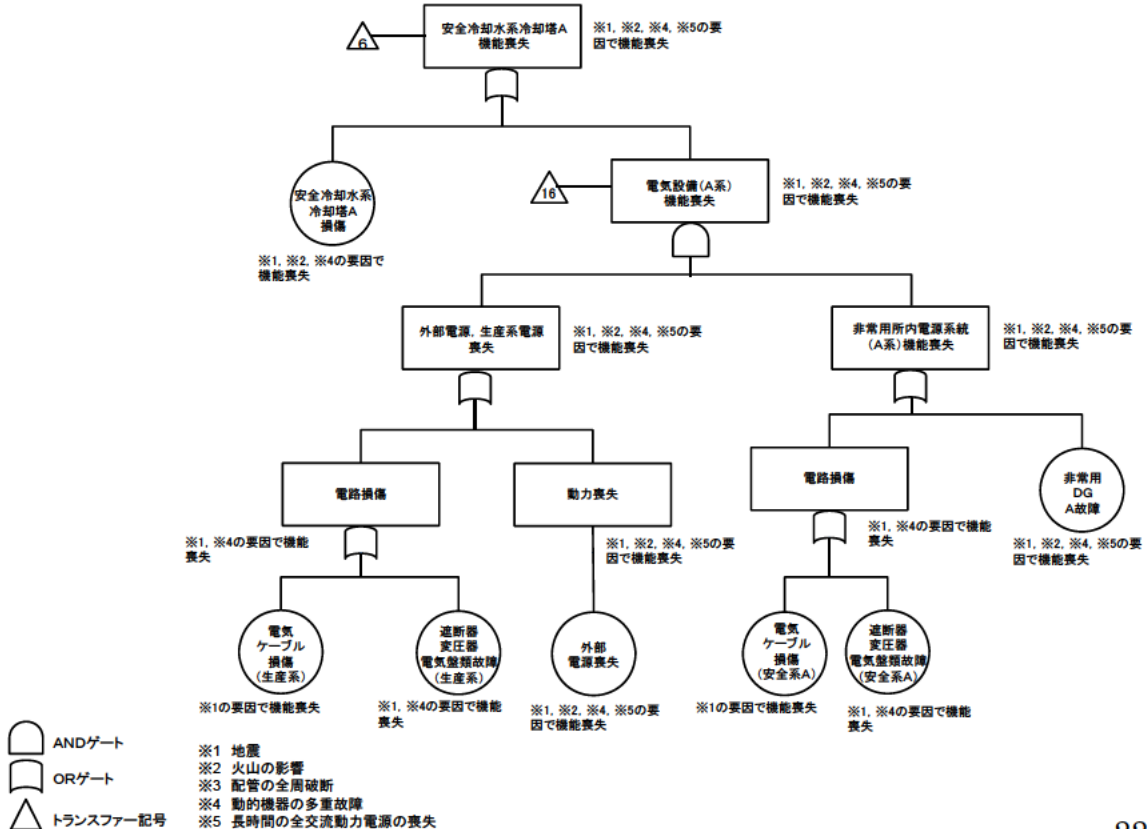 安全冷却水系冷却塔A
機能喪失
※1, ※2, ※4, ※5の要
因で機能喪失
6
安全冷却水系
冷却塔A
損傷
※1, ※2, ※4の要因で
機能喪失
16
電気設備(A系)
機能喪失
※1, ※2, ※4, ※5の要
因で機能喪失
外部電源, 生産系電源
喪失
※1, ※2, ※4, ※5の要
因で機能喪失
非常用所内電源系統
(A系)機能喪失
※1, ※2, ※4, ※5の要
因で機能喪失
電路損傷
※1, ※4の要因で機能
喪失
動力喪失
※1, ※2, ※4, ※5の要
因で機能喪失
電路損傷
※1, ※4の要因で機能
喪失
非常用
DG
A故障
※1, ※2, ※4, ※5の要
因で機能喪失
電気
ケーブル
損傷
(生産系)
※1の要因で機能喪失
遮断器
変圧器
電気盤類故障
(生産系)
※1, ※4の要因で機能
喪失
外部
電源喪失
※1, ※2, ※4, ※5の要
因で機能喪失
電気
ケーブル
損傷
(安全系A)
※1の要因で機能喪失
遮断器
変圧器
電気盤類故障
(安全系A)
※1, ※4の要因で機能
喪失
ANDゲート
ORゲート
トランスファー記号
※1 地震
※2 火山の影響
※3 配管の全周破断
※4 動的機器の多重故障
※5 長時間の全交流動力電源の喪失